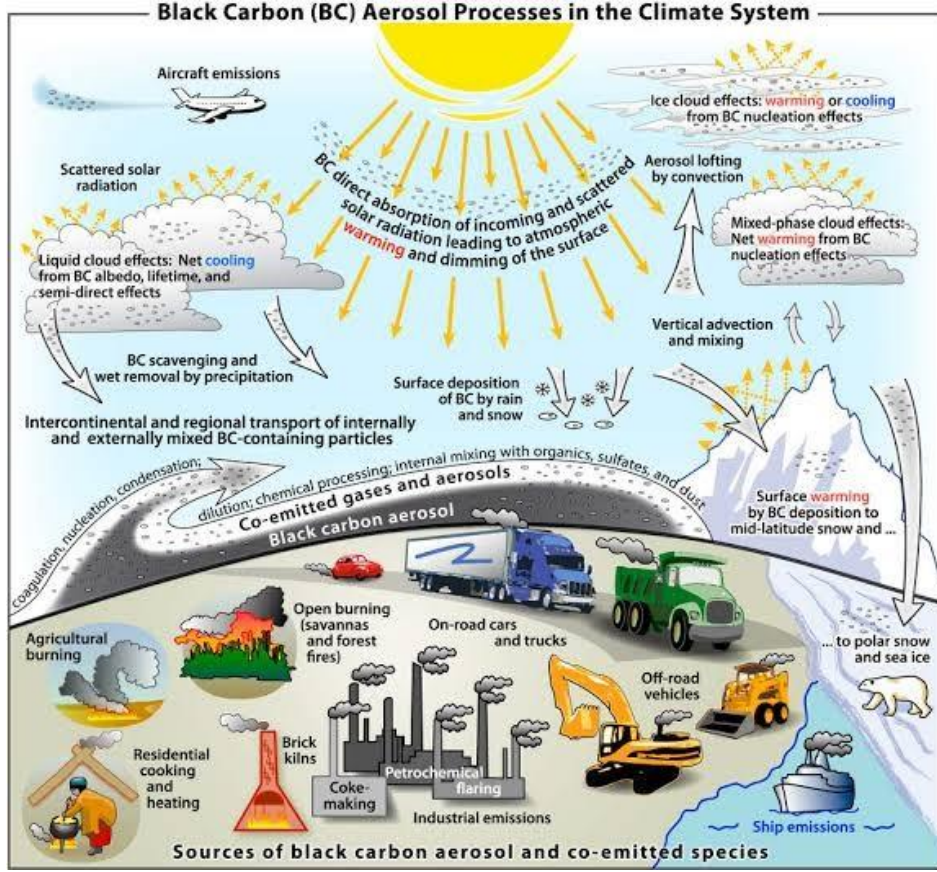 Black Carbon (BC) Aerosol Processes in the Climate System
Aircraft emissions
Ice cloud effects: warming or cooling
from BC nucleation effects
Scattered solar
radiation
BC direct absorption of incoming and scattered
solar radiation leading to atmospheric
warming and dimming of the surface
Aerosol lofting
by convection
Liquid cloud effects: Net cooling
from BC albedo, lifetime, and
semi-direct effects
Mixed-phase cloud effects:
Net warming from BC
nucleation effects
BC scavenging and
wet removal by precipitation
Vertical advection
and mixing
Surface deposition
of BC by rain
and snow
Intercontinental and regional transport of internally
and externally mixed BC-containing particles
coagulation, nucleation, condensation;
dilution; chemical processing; internal mixing with organics, sulfates, and dust
Co-emitted gases and aerosols
Black carbon aerosol
Surface warming
by BC deposition to
mid-latitude snow and ...
... to polar snow
and sea ice
Agricultural
burning
Open burning
(savannas
and forest
fires)
On-road cars
and trucks
Off-road
vehicles
Residential
cooking
and
heating
Brick
kilns
Coke-
making
Petrochemical
flaring
Industrial emissions
Ship emissions
Sources of black carbon aerosol and co-emitted species